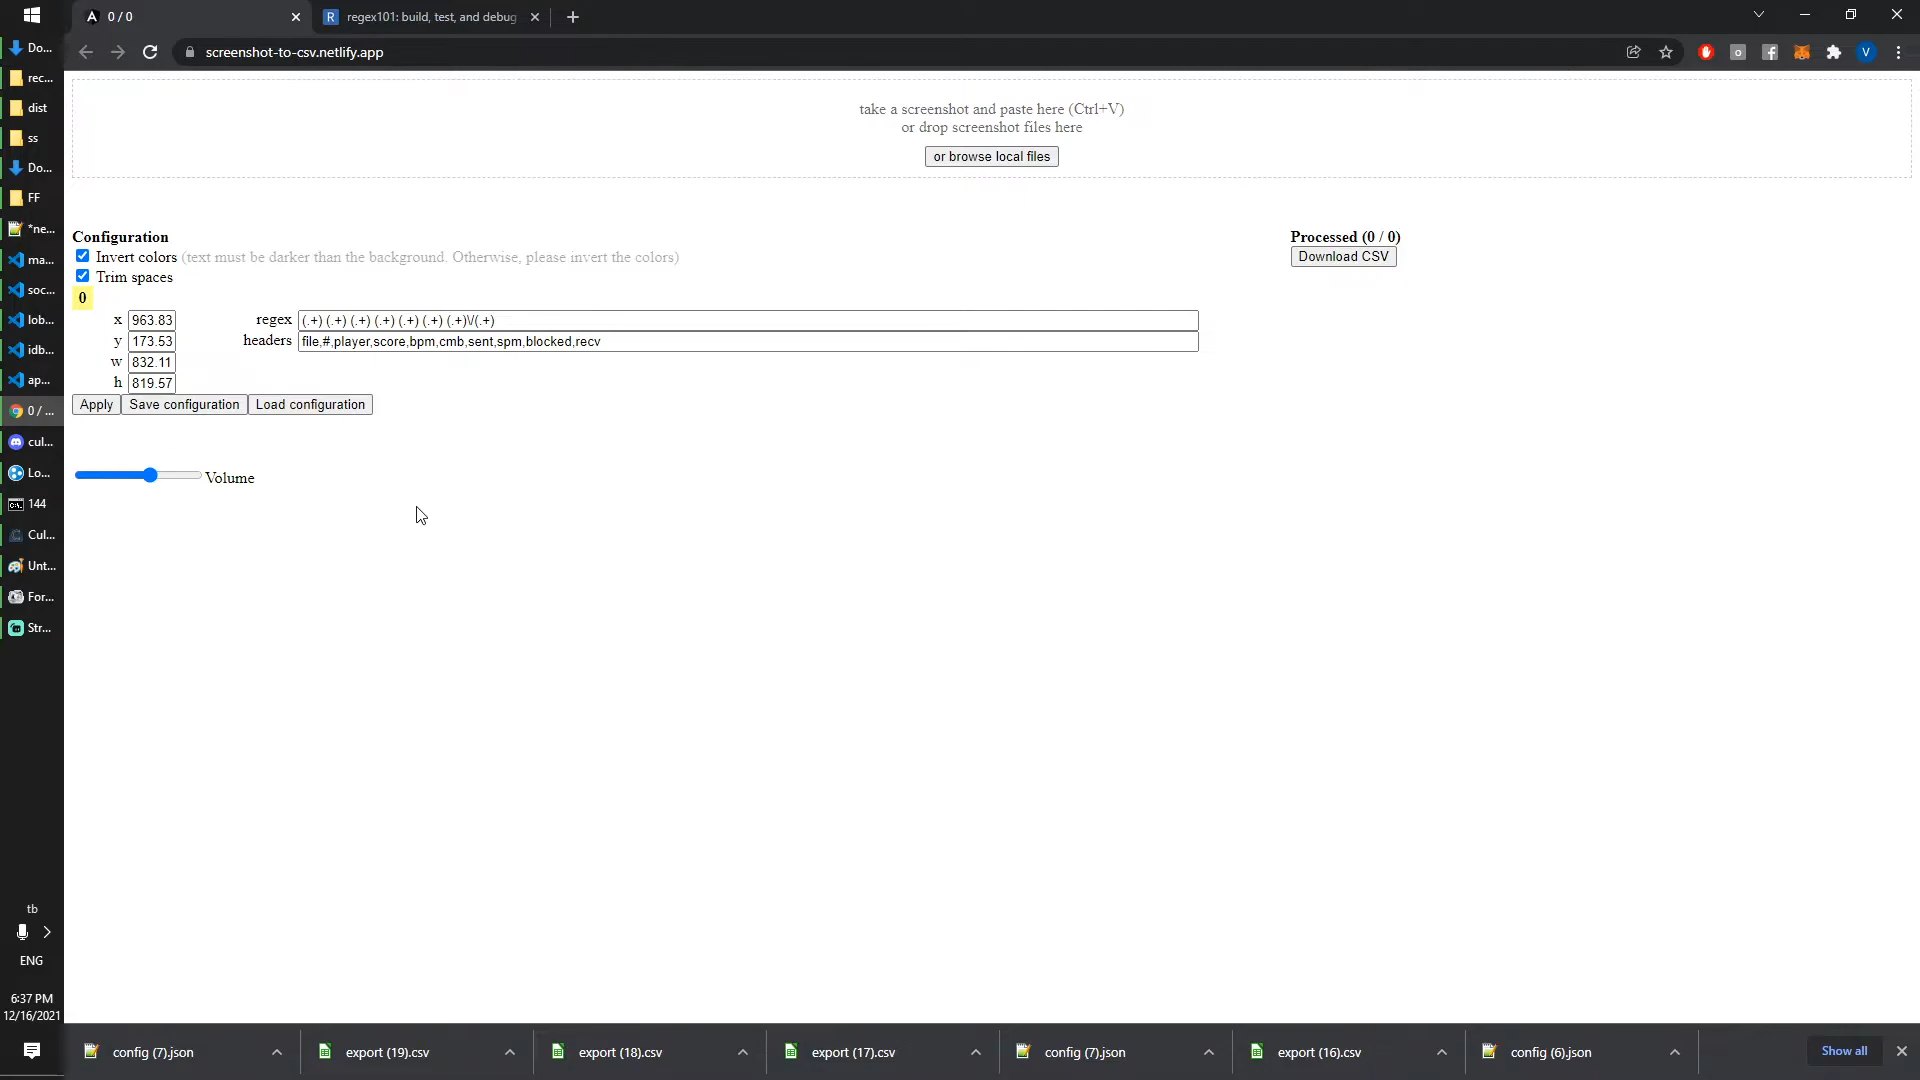 0 / 0
regex101: build, test, and debug
screenshot-to-csv.netlify.app
V
Do...
rec...
dist
ss
Do...
FF
*ne...
ma...
soc...
lob...
idb...
ap...
0 / ...
cul...
Lo...
144
Cul...
Unt...
For...
Str...
tb
ENG
6:37 PM
12/16/2021
take a screenshot and paste here (Ctrl+V)
or drop screenshot files here
or browse local files
Configuration
Invert colors (text must be darker than the background. Otherwise, please invert the colors)
Trim spaces
0
x 963.83
y 173.53
w 832.11
h 819.57
regex (.+) (.+) (.+) (.+) (.+) (.+) (.+)\/(.+)
headers file,#,player,score,bpm,cmb,sent,spm,blocked,recv
Apply Save configuration Load configuration
Volume
Processed (0 / 0)
Download CSV
config (7).json
export (19).csv
export (18).csv
export (17).csv
config (7).json
export (16).csv
config (6).json
Show all